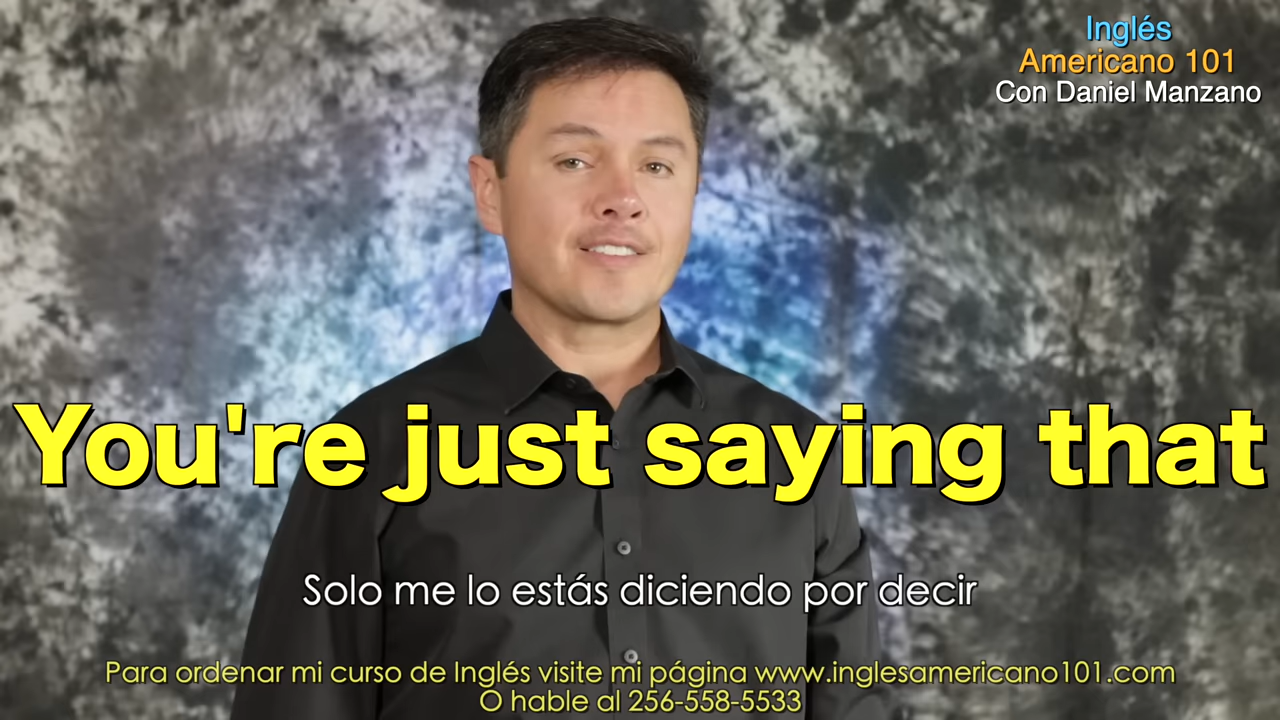 Inglés
Americano 101
Con Daniel Manzano
You're just saying that
Solo me lo estás diciendo por decir
Para ordenar mi curso de Inglés visite mi página www.inglesamericano101.com
O hable al 256-558-5533